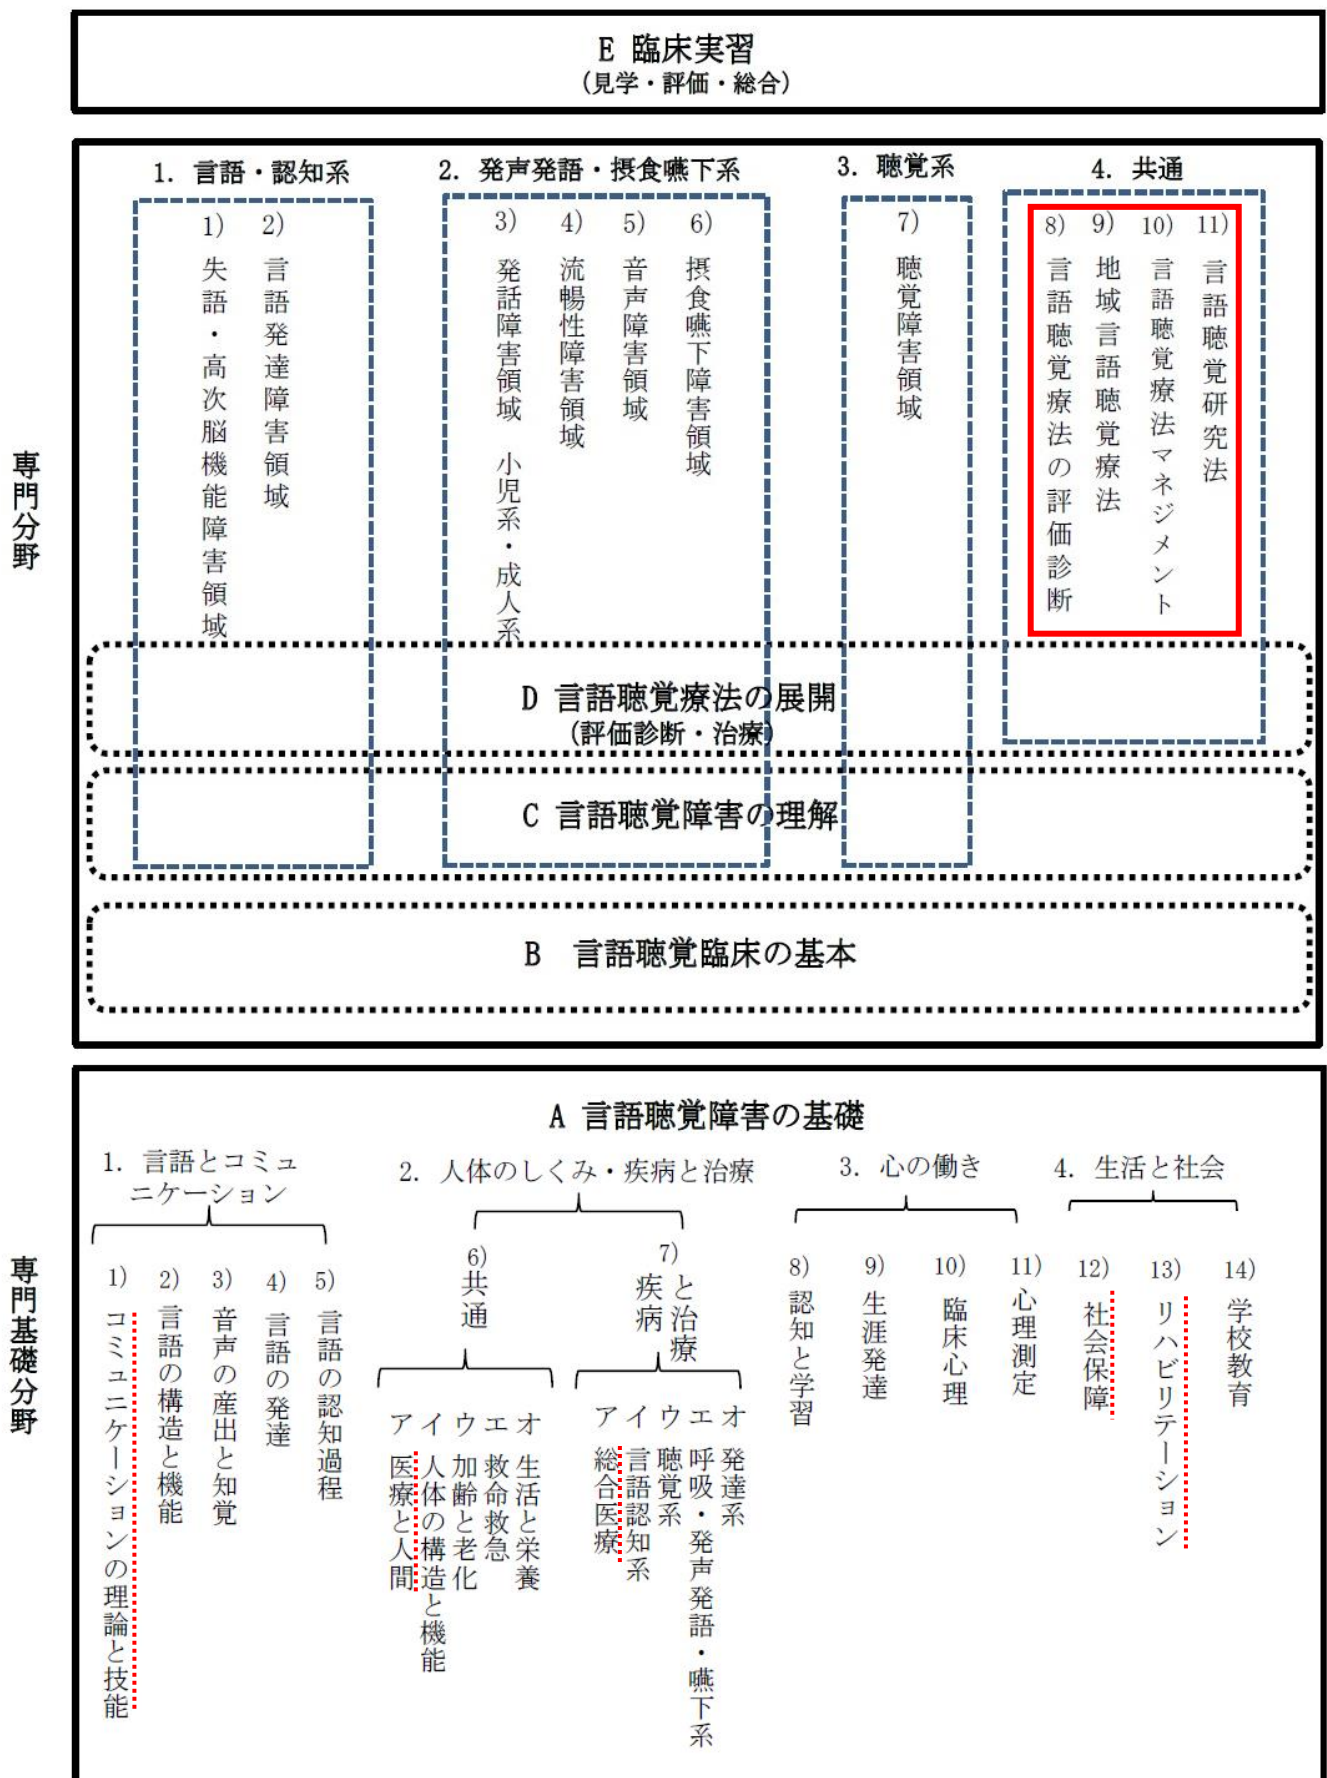 E 臨床実習
(見学・評価・総合)
専門分野
1. 言語・認知系
1) 失語・高次脳機能障害領域
2) 言語発達障害領域
2. 発声発語・摂食嚥下系
3) 発話障害領域 小児系・成人系
4) 流暢性障害領域
5) 音声障害領域
6) 摂食嚥下障害領域
3. 聴覚系
7) 聴覚障害領域
4. 共通
8) 言語聴覚療法の評価診断
9) 地域言語聴覚療法
10) 言語聴覚療法マネジメント
11) 言語聴覚研究法
D 言語聴覚療法の展開
(評価診断・治療)
C 言語聴覚障害の理解
B 言語聴覚臨床の基本
専門基礎分野
A 言語聴覚障害の基礎
1. 言語とコミュ
ニケーション
1) コミュニケーションの理論と技能
2) 言語の構造と機能
3) 音声の産出と知覚
4) 言語の発達
5) 言語の認知過程
2. 人体のしくみ・疾病と治療
6) 共通
ア 医療と人間
イ 人体の構造と機能
ウ 加齢と老化
エ 救命救急
オ 生活と栄養
7) 疾病と治療
ア 総合医療
イ 言語認知系
ウ 聴覚系
エ 呼吸・発声発語・嚥下系
オ 発達系
3. 心の働き
8) 認知と学習
9) 生涯発達
10) 臨床心理
11) 心理測定
4. 生活と社会
12) 社会保障
13) リハビリテーション
14) 学校教育